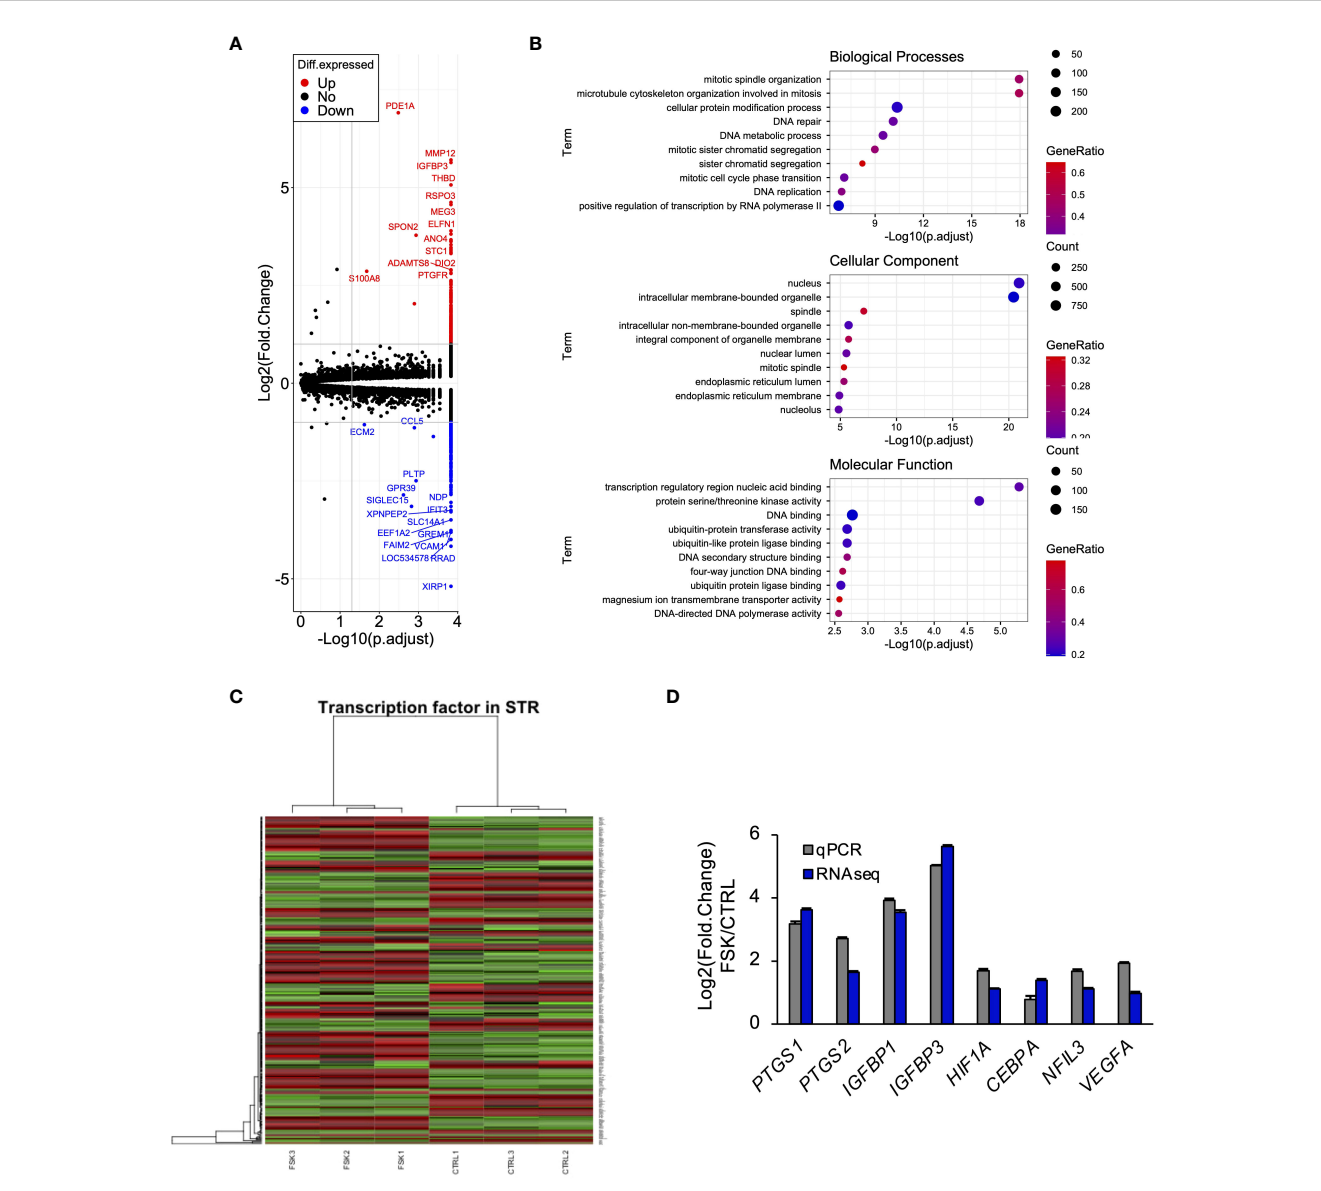 A
Diff.expressed
Up
No
Down
PDE1A
MMP12
IGFBP3
THBD
RSPO3
MEG3
ELFN1
SPON2
ANO4
STC1
ADAMTS8
DIO2
PTGFR
S100A8
CCL5
ECM2
PLTP
GPR39
SIGLEC15
NDP
XPNPEP2
IFIT3
SLC14A1
EEF1A2
GREM1
FAIM2
VCAM1
LOC534578
RRAD
XIRP1
5
0
-5
Log2(Fold.Change)
0 1 2 3 4
-Log10(p.adjust)
B
Biological Processes
Term
mitotic spindle organization
microtubule cytoskeleton organization involved in mitosis
cellular protein modification process
DNA repair
DNA metabolic process
mitotic sister chromatid segregation
sister chromatid segregation
mitotic cell cycle phase transition
DNA replication
positive regulation of transcription by RNA polymerase II
9 12 15 18
-Log10(p.adjust)
50
100
150
200
GeneRatio
0.6
0.5
0.4
Cellular Component
Term
nucleus
intracellular membrane-bounded organelle
spindle
intracellular non-membrane-bounded organelle
integral component of organelle membrane
nuclear lumen
mitotic spindle
endoplasmic reticulum lumen
endoplasmic reticulum membrane
nucleolus
5 10 15 20
-Log10(p.adjust)
Count
250
500
750
GeneRatio
0.32
0.28
0.24
0.20
Molecular Function
Term
transcription regulatory region nucleic acid binding
protein serine/threonine kinase activity
DNA binding
ubiquitin-protein transferase activity
ubiquitin-like protein ligase binding
DNA secondary structure binding
four-way junction DNA binding
ubiquitin protein ligase binding
magnesium ion transmembrane transporter activity
DNA-directed DNA polymerase activity
2.5 3.0 3.5 4.0 4.5 5.0
-Log10(p.adjust)
Count
50
100
150
GeneRatio
0.6
0.4
0.2
C
Transcription factor in STR
FSK3
FSK2
FSK1
CTRL1
CTRL3
CTRL2
D
Log2(Fold.Change)
FSK/CTRL
6
4
2
0
qPCR
RNAseq
PTGS1
PTGS2
IGFBP1
IGFBP3
HIF1A
CEBPA
NFIL3
VEGFA